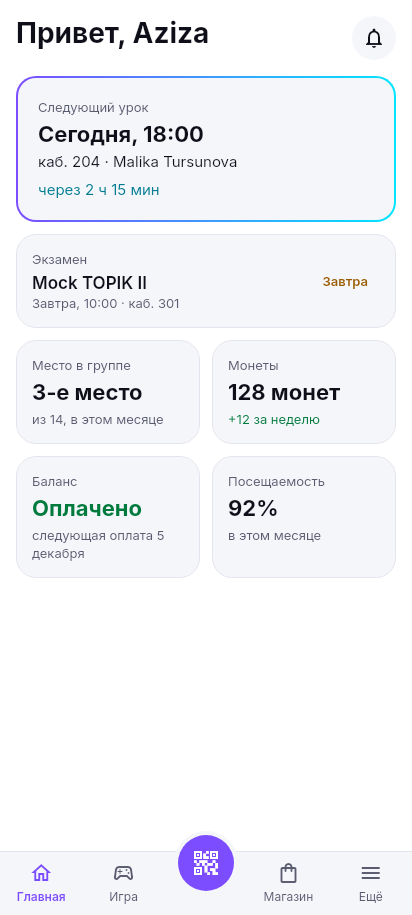 Привет, Aziza
Следующий урок
Сегодня, 18:00
каб. 204 · Malika Tursunova
через 2 ч 15 мин
Экзамен
Mock TOPIK II
Завтра, 10:00 · каб. 301
Завтра
Место в группе
3-е место
из 14, в этом месяце
Монеты
128 монет
+12 за неделю
Баланс
Оплачено
следующая оплата 5
декабря
Посещаемость
92%
в этом месяце
Главная
Игра
Магазин
Ещё